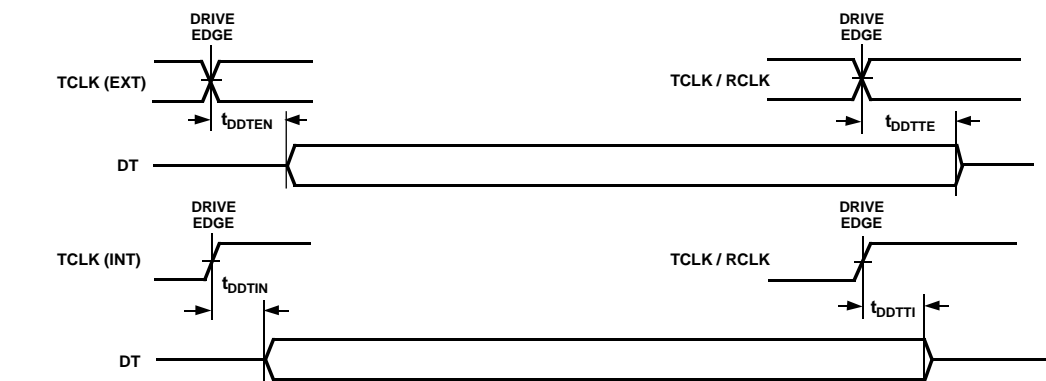 DRIVE
EDGE
DRIVE
EDGE
TCLK (EXT)
TCLK / RCLK
tDDTEN
tDDTTE
DT
DRIVE
EDGE
DRIVE
EDGE
TCLK (INT)
TCLK / RCLK
tDDTIN
tDDTTI
DT